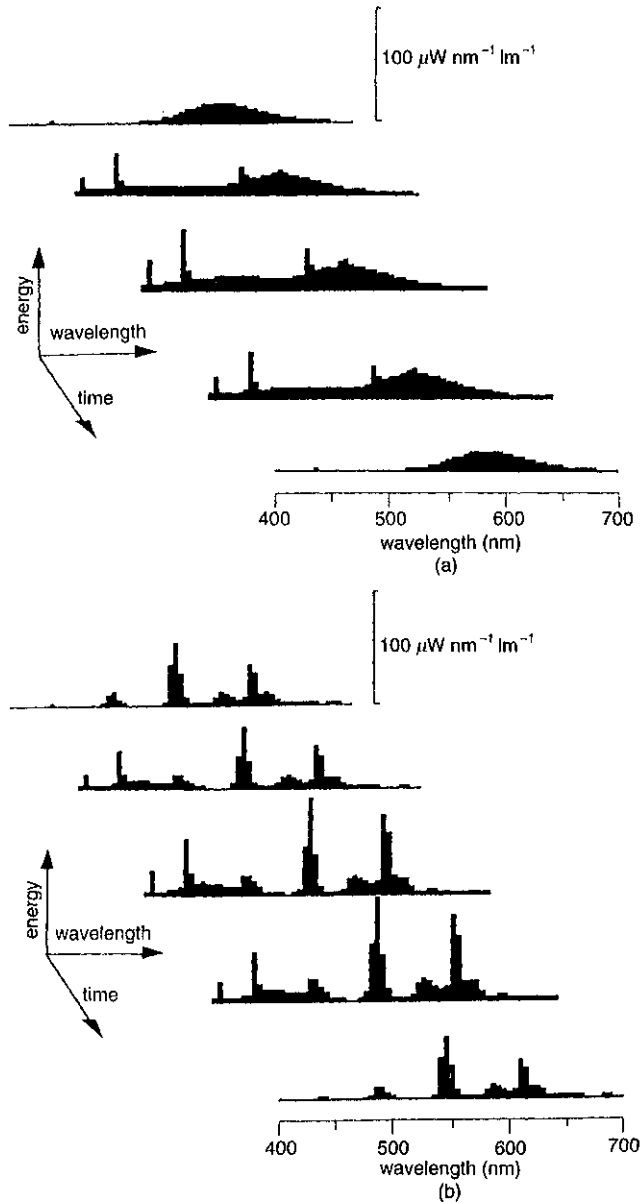 100 μW nm⁻¹ lm⁻¹
energy
wavelength
time
400 500 600 700
wavelength (nm)
(a)
100 μW nm⁻¹ lm⁻¹
energy
wavelength
time
400 500 600 700
wavelength (nm)
(b)